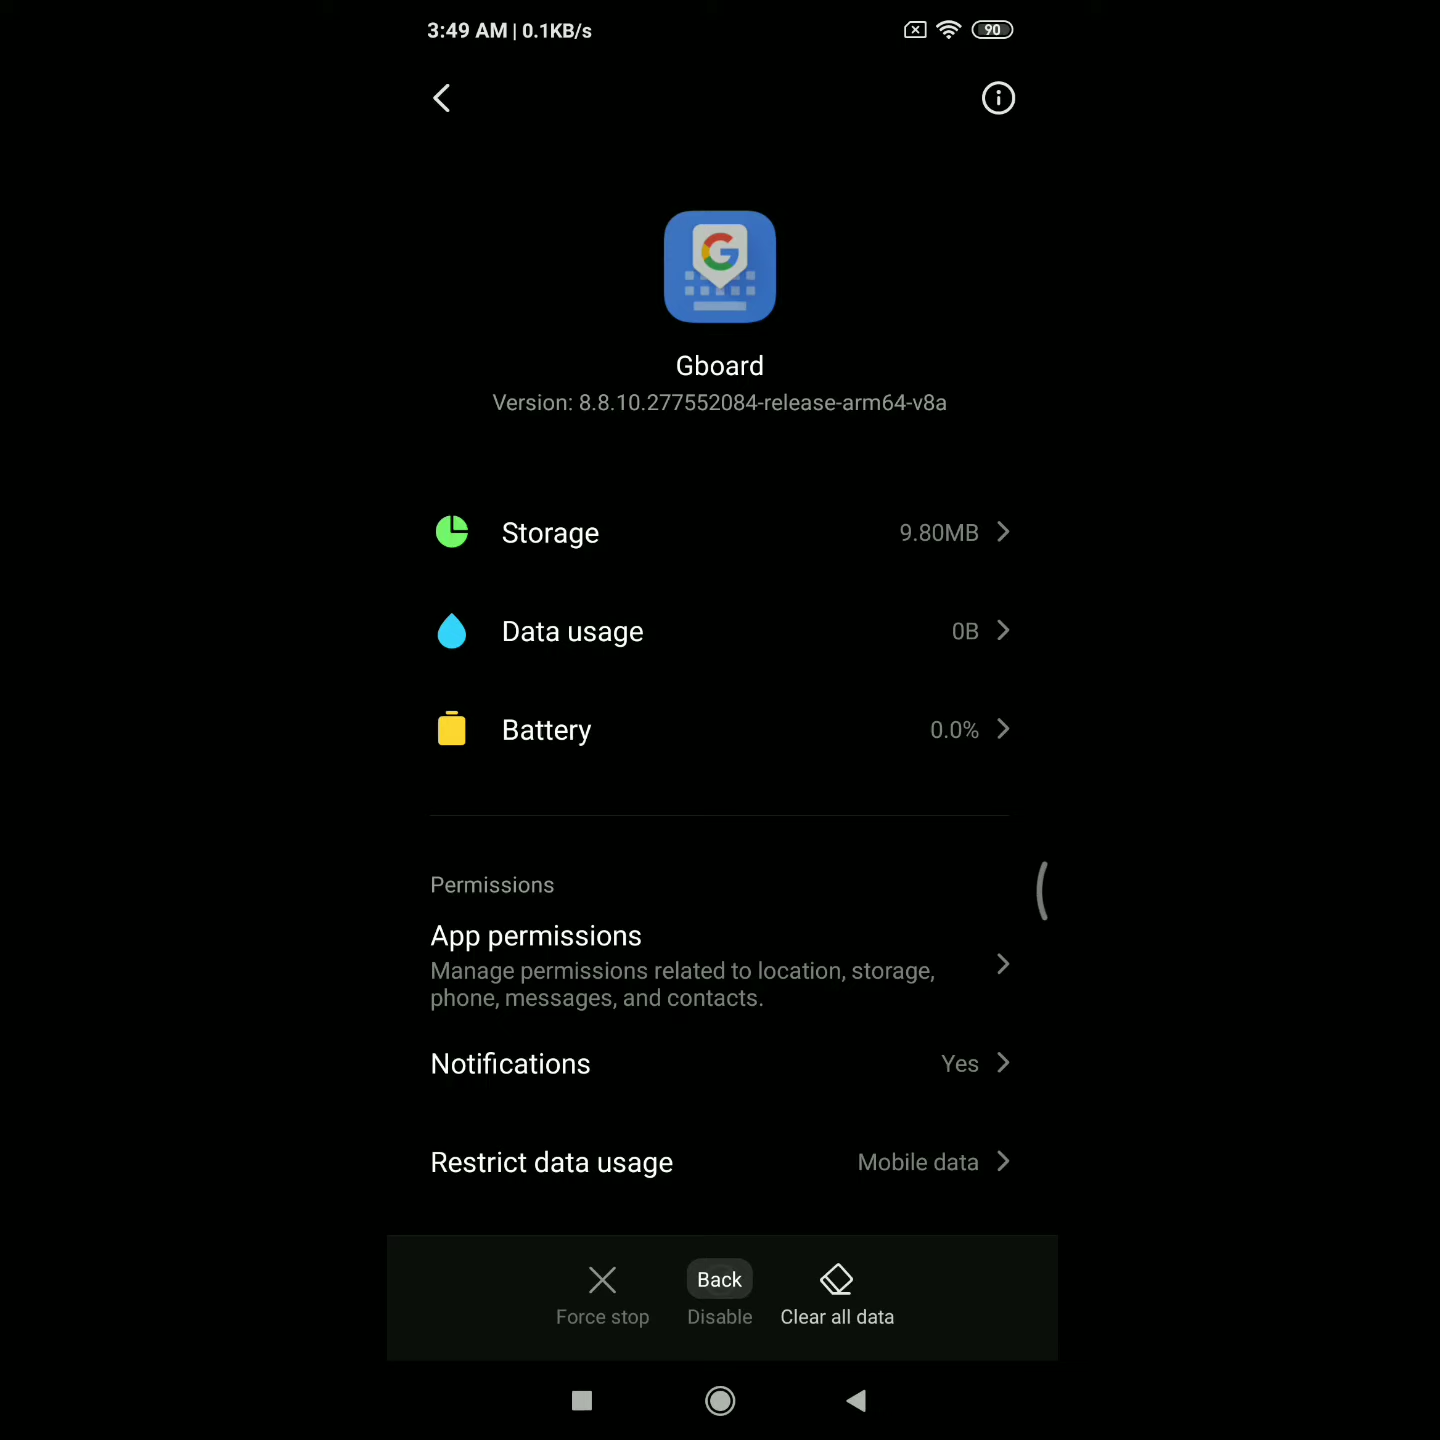 3:49 AM | 0.1KB/s
90
Gboard
Version: 8.8.10.277552084-release-arm64-v8a
Storage 9.80MB
Data usage 0B
Battery 0.0%
Permissions
App permissions
Manage permissions related to location, storage,
phone, messages, and contacts.
Notifications Yes
Restrict data usage Mobile data
Back
Force stop Disable Clear all data